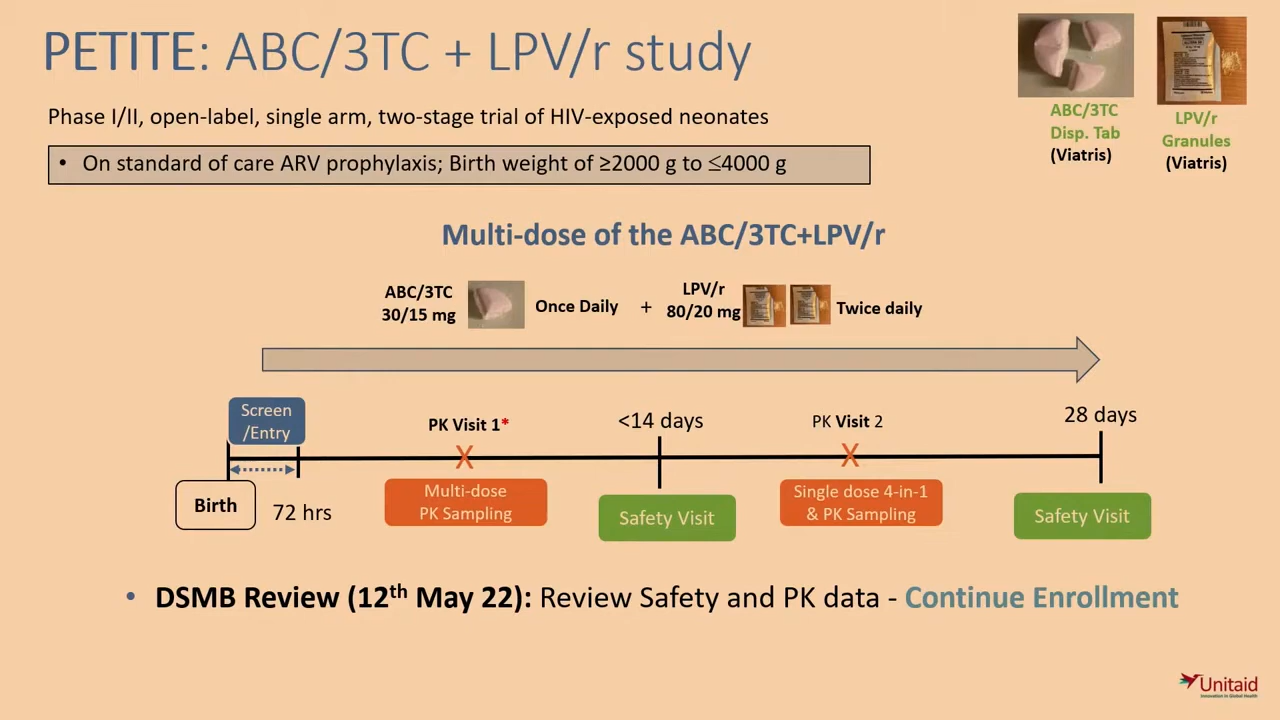 PETITE: ABC/3TC + LPV/r study
Phase I/II, open-label, single arm, two-stage trial of HIV-exposed neonates
• On standard of care ARV prophylaxis; Birth weight of ≥2000 g to ≤4000 g
ABC/3TC
Disp. Tab
(Viatris)
LPV/r
Granules
(Viatris)
Multi-dose of the ABC/3TC+LPV/r
ABC/3TC
30/15 mg
Once Daily
+
LPV/r
80/20 mg
Twice daily
Screen
/Entry
PK Visit 1*
<14 days
PK Visit 2
28 days
X
X
Birth
72 hrs
Multi-dose
PK Sampling
Safety Visit
Single dose 4-in-1
& PK Sampling
Safety Visit
• DSMB Review (12th May 22): Review Safety and PK data - Continue Enrollment
Unitaid
Innovation in Global Health